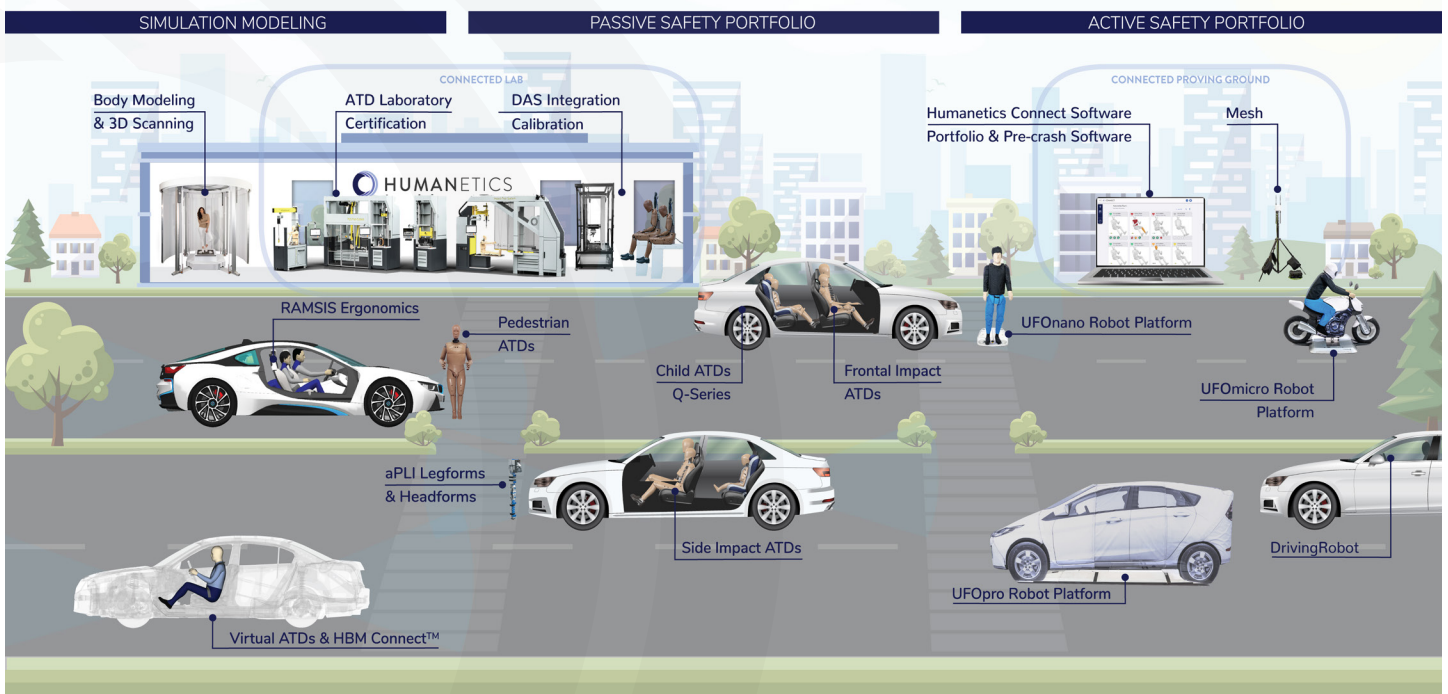 SIMULATION MODELING
PASSIVE SAFETY PORTFOLIO
ACTIVE SAFETY PORTFOLIO
CONNECTED LAB
CONNECTED PROVING GROUND
Body Modeling
& 3D Scanning
ATD Laboratory
Certification
DAS Integration
Calibration
Humanetics Connect Software
Portfolio & Pre-crash Software
Mesh
HUMANETICS
RAMSIS Ergonomics
Pedestrian
ATDs
UFOnano Robot Platform
Child ATDs
Q-Series
Frontal Impact
ATDs
UFOmicro Robot
Platform
aPLI Legforms
& Headforms
Side Impact ATDs
DrivingRobot
UFOpro Robot Platform
Virtual ATDs & HBM Connect™